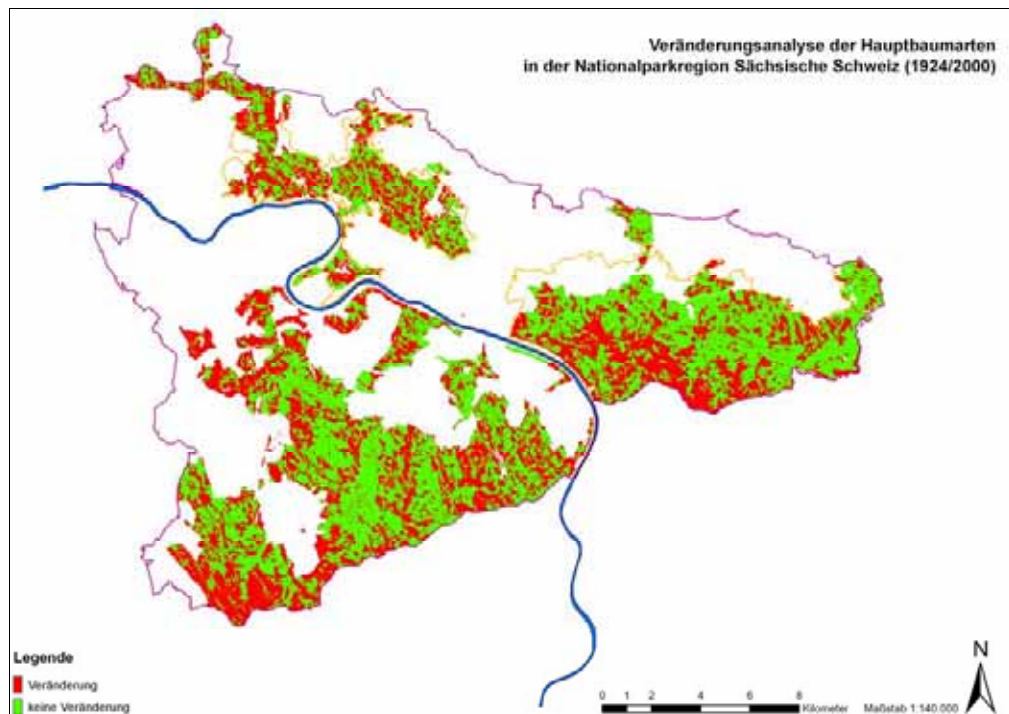 Veränderungsanalyse der Hauptbaumarten
in der Nationalparkregion Sächsische Schweiz (1924/2000)
Legende
Veränderung
keine Veränderung
N
0 1 2 4 6 8
Kilometer Maßstab 1:140.000